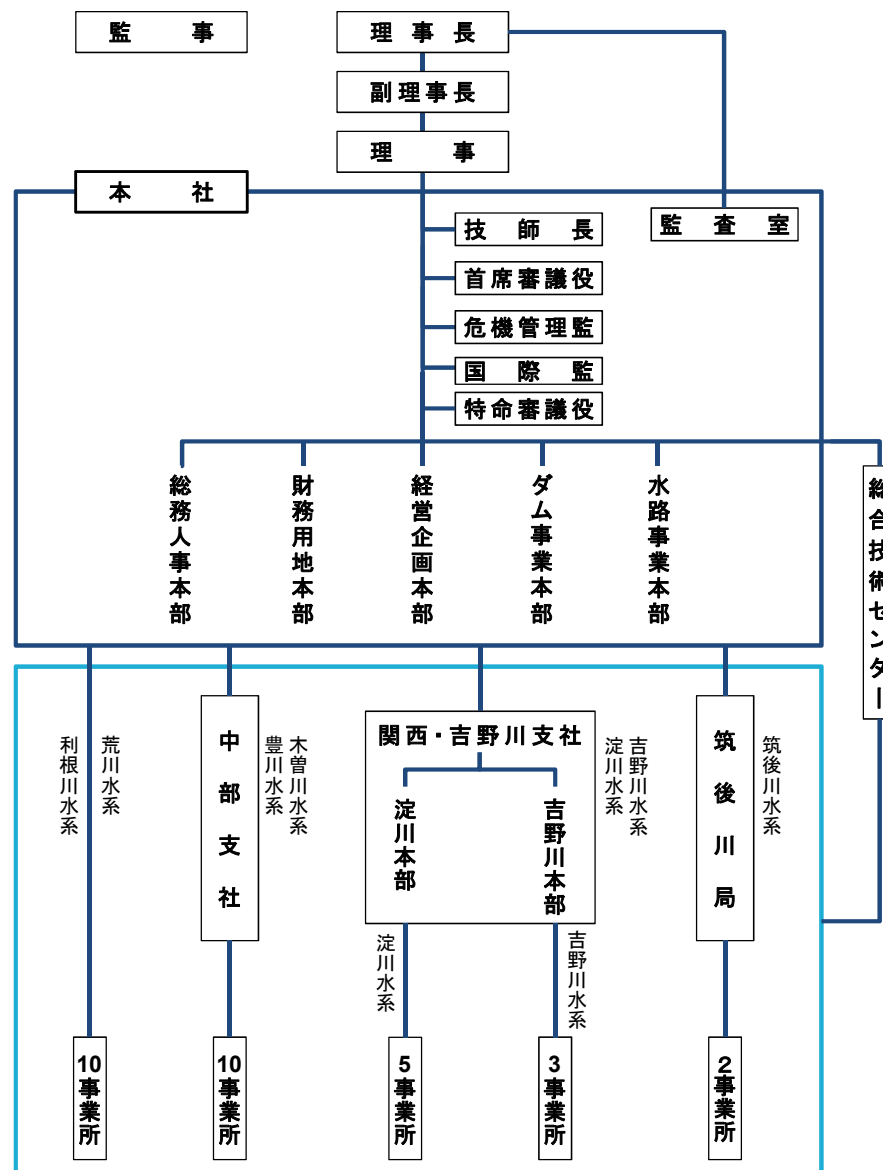 監事
理事長
副理事長
理事
本社
監査室
技師長
首席審議役
危機管理監
国際監
特命審議役
総務人事本部
財務用地本部
経営企画本部
ダム事業本部
水路事業本部
総合技術センター
利根川水系
荒川水系
中部支社
豊川水系
木曽川水系
関西・吉野川支社
淀川本部
吉野川本部
淀川水系
吉野川水系
筑後川局
筑後川水系
淀川水系
吉野川水系
10事業所
10事業所
5事業所
3事業所
2事業所